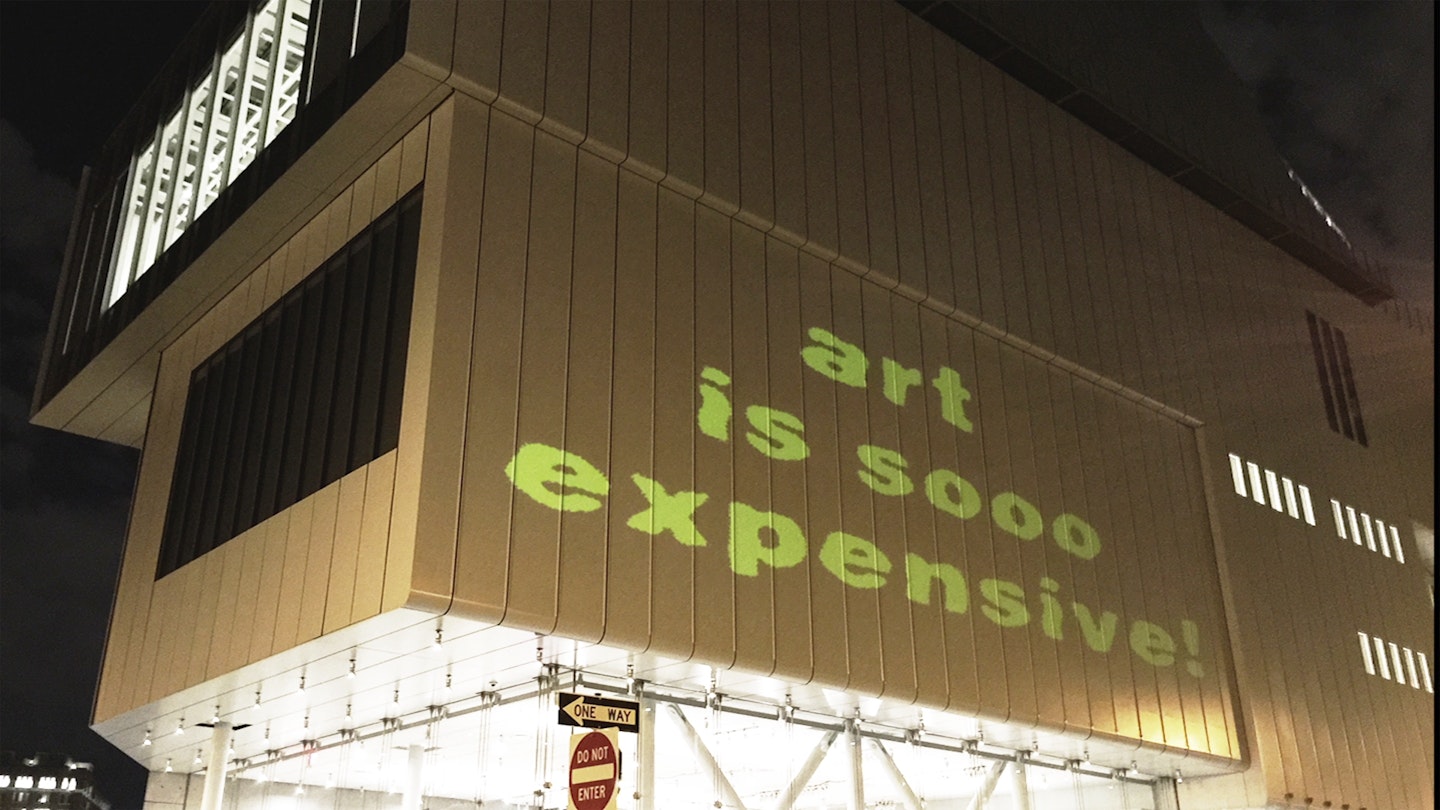 art
is sooo
expensive!
ONE WAY
DO NOT
ENTER